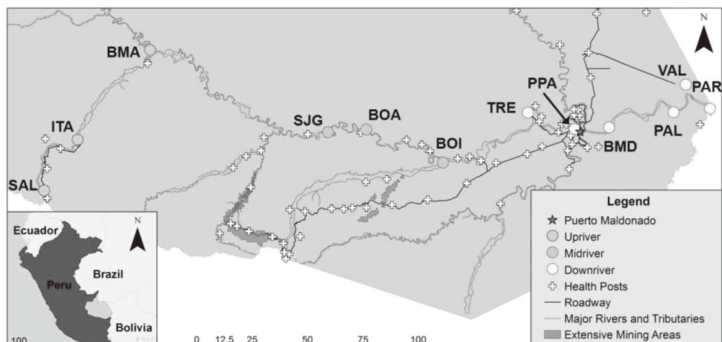 N
BMA
VAL
PAR
PPA
TRE
ITA
SJG
BOA
PAL
BOI
BMD
SAL
Legend
Puerto Maldonado
Upriver
Midriver
Downriver
Health Posts
Roadway
Major Rivers and Tributaries
Extensive Mining Areas
N
Ecuador
Brazil
Peru
Bolivia
100
0 12.5 25 50 75 100